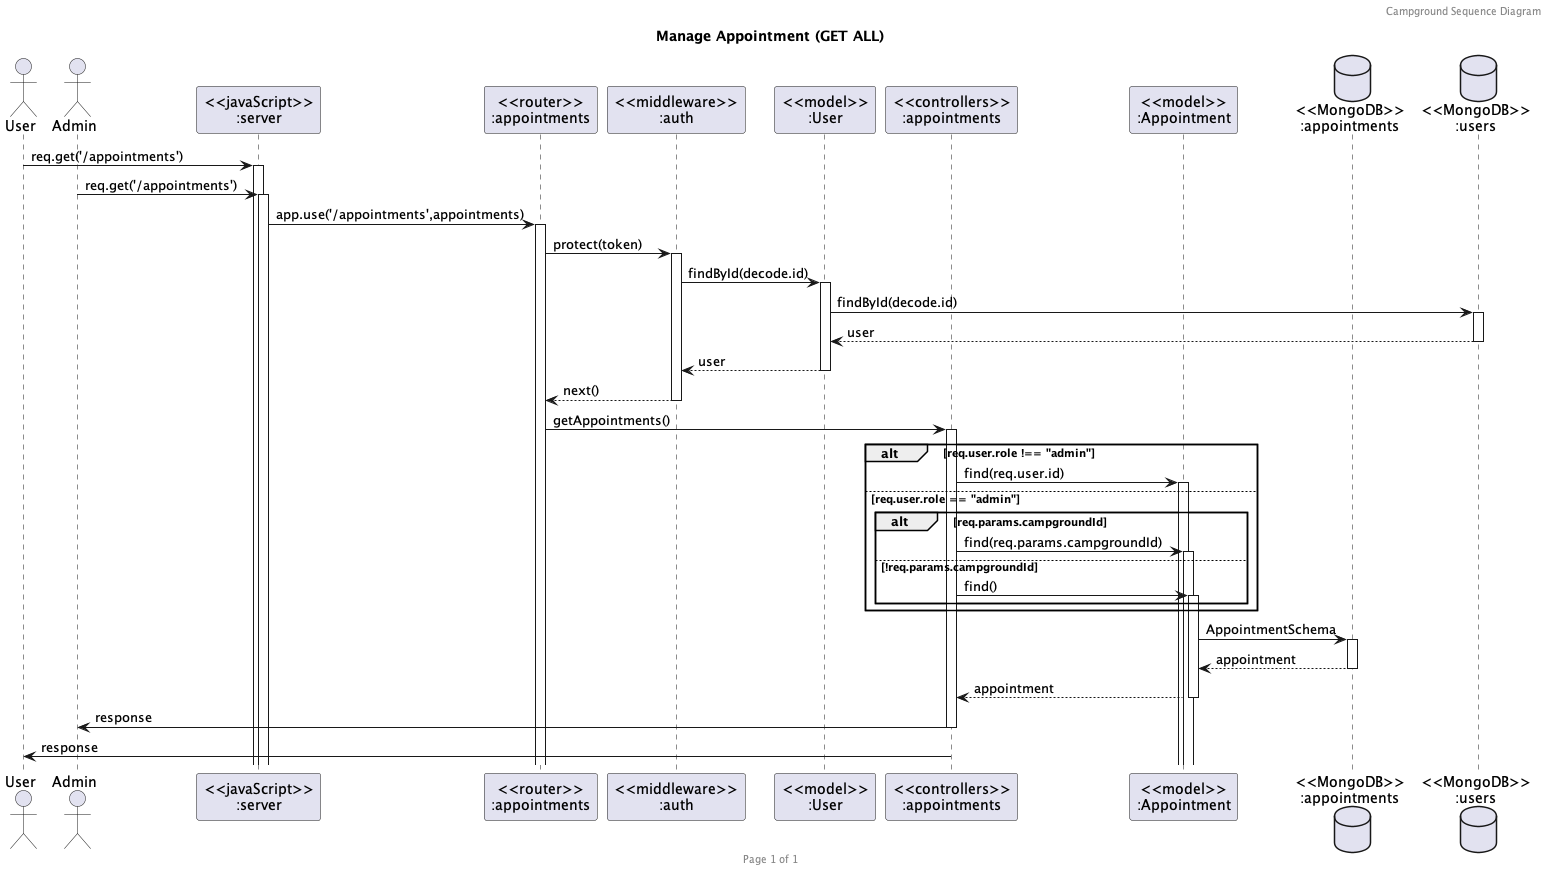 Campground Sequence Diagram
Manage Appointment (GET ALL)
User
Admin
<<javaScript>>
:server
<<router>>
:appointments
<<middleware>>
:auth
<<model>>
:User
<<controllers>>
:appointments
<<model>>
:Appointment
<<MongoDB>>
:appointments
<<MongoDB>>
:users
req.get('/appointments')
req.get('/appointments')
app.use('/appointments',appointments)
protect(token)
findById(decode.id)
findById(decode.id)
user
user
next()
getAppointments()
alt [req.user.role !== "admin"]
find(req.user.id)
[req.user.role == "admin"]
alt [req.params.campgroundId]
find(req.params.campgroundId)
[!req.params.campgroundId]
find()
AppointmentSchema
appointment
appointment
response
response
User
Admin
<<javaScript>>
:server
<<router>>
:appointments
<<middleware>>
:auth
<<model>>
:User
<<controllers>>
:appointments
<<model>>
:Appointment
<<MongoDB>>
:appointments
<<MongoDB>>
:users
Page 1 of 1